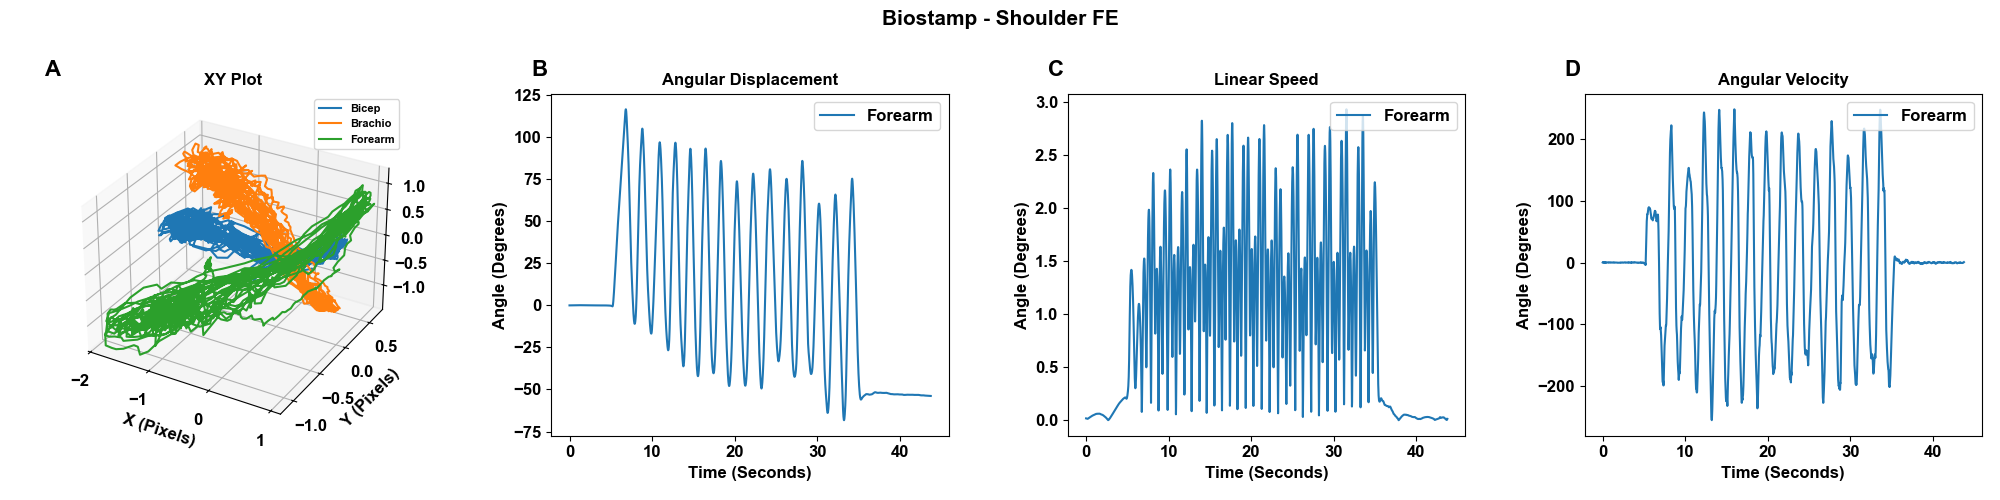 Biostamp - Shoulder FE
A
XY Plot
Bicep
Brachio
Forearm
1.0
0.5
0.0
−0.5
−1.0
−2
−1
0
1
X (Pixels)
−1.0
−0.5
0.0
0.5
Y (Pixels)
B
Angular Displacement
Forearm
125
100
75
50
25
0
−25
−50
−75
Angle (Degrees)
0 10 20 30 40
Time (Seconds)
C
Linear Speed
Forearm
3.0
2.5
2.0
1.5
1.0
0.5
0.0
Angle (Degrees)
0 10 20 30 40
Time (Seconds)
D
Angular Velocity
Forearm
200
100
0
−100
−200
Angle (Degrees)
0 10 20 30 40
Time (Seconds)